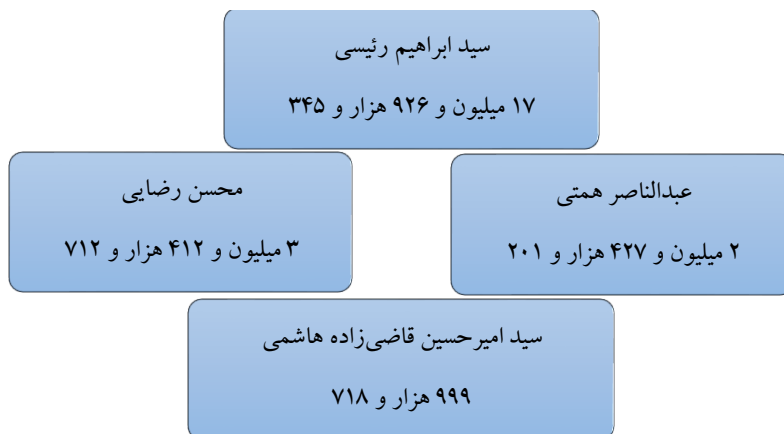 سید ابراهیم رئیسی
۱۷ میلیون و ۹۲۶ هزار و ۳۴۵
عبدالناصر همتی
۲ میلیون و ۴۲۷ هزار و ۲۰۱
محسن رضایی
۳ میلیون و ۴۱۲ هزار و ۷۱۲
سید امیرحسین قاضی‌زاده هاشمی
۹۹۹ هزار و ۷۱۸